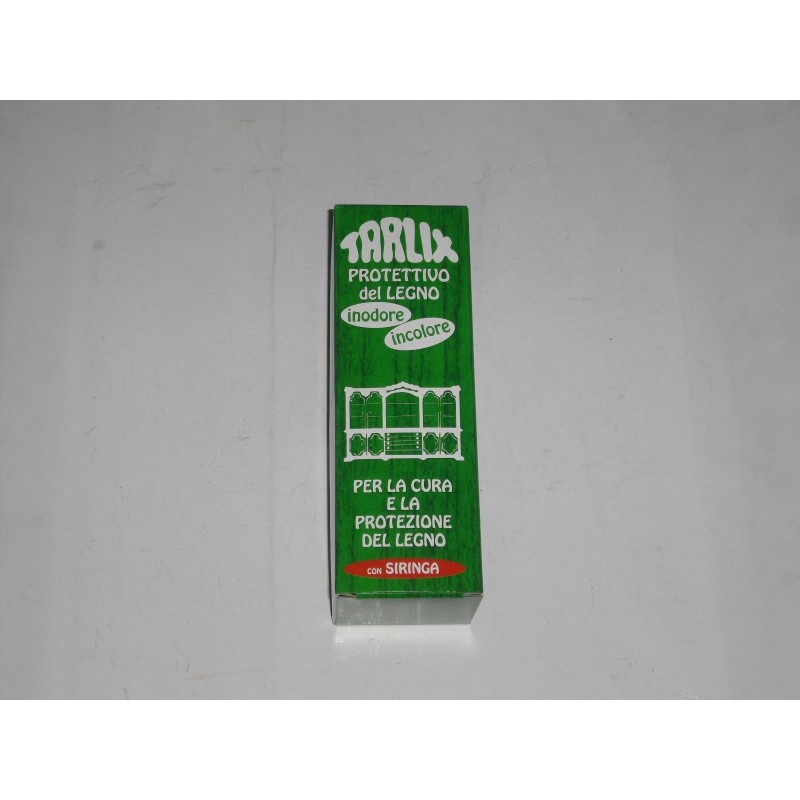 TARLIX
PROTETTIVO
del LEGNO
inodore
incolore
PER LA CURA
E LA
PROTEZIONE
DEL LEGNO
CON SIRINGA